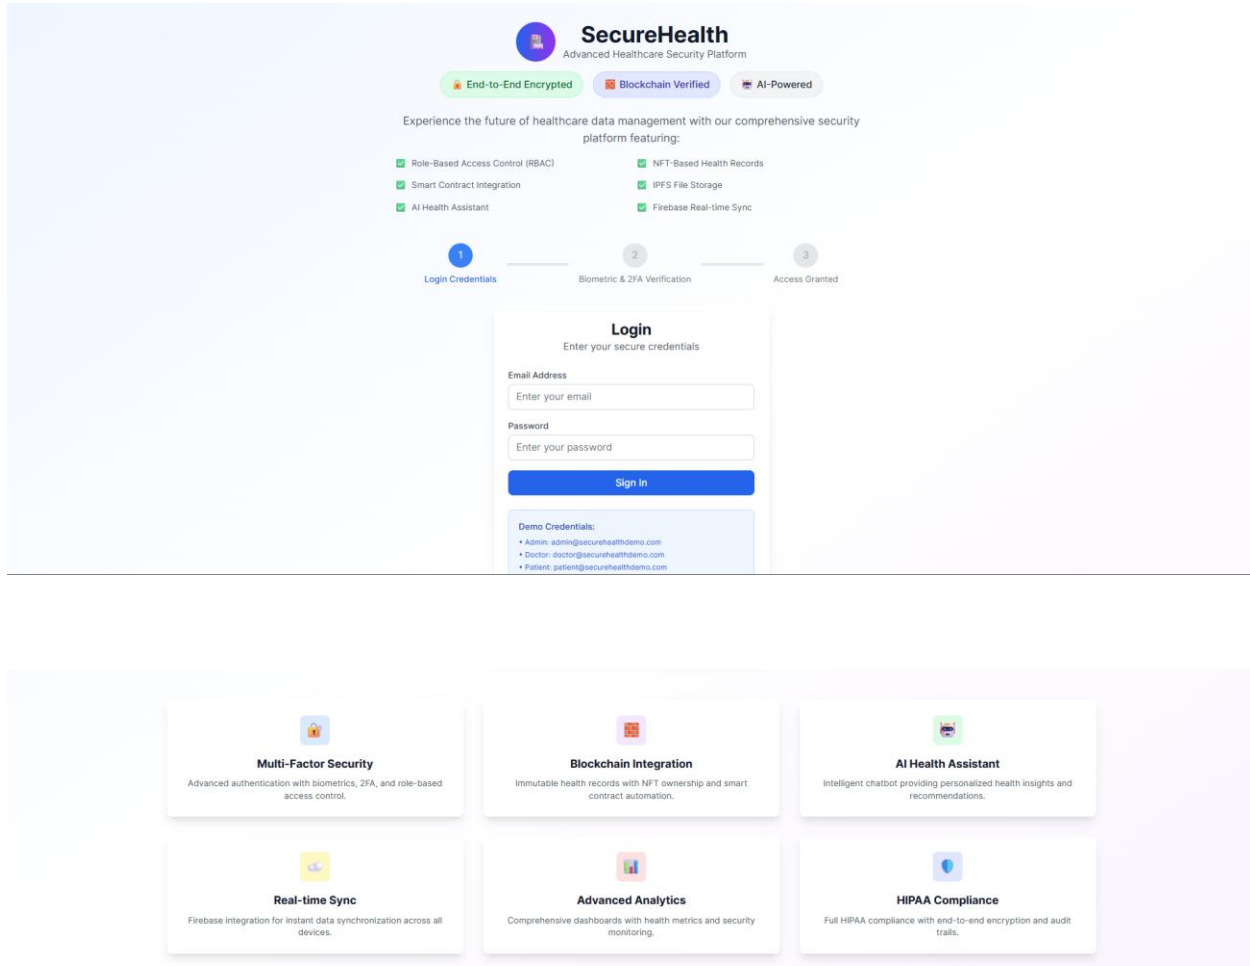 SecureHealth
Advanced Healthcare Security Platform
End-to-End Encrypted
Blockchain Verified
AI-Powered
Experience the future of healthcare data management with our comprehensive security
platform featuring:
Role-Based Access Control (RBAC)
NFT-Based Health Records
Smart Contract Integration
IPFS File Storage
AI Health Assistant
Firebase Real-time Sync
1
2
3
Login Credentials
Biometric & 2FA Verification
Access Granted
Login
Enter your secure credentials
Email Address
Enter your email
Password
Enter your password
Sign In
Demo Credentials:
• Admin: admin@securehealthdemo.com
• Doctor: doctor@securehealthdemo.com
• Patient: patient@securehealthdemo.com
Multi-Factor Security
Advanced authentication with biometrics, 2FA, and role-based
access control.
Blockchain Integration
Immutable health records with NFT ownership and smart
contract automation.
AI Health Assistant
Intelligent chatbot providing personalized health insights and
recommendations.
Real-time Sync
Firebase integration for instant data synchronization across all
devices.
Advanced Analytics
Comprehensive dashboards with health metrics and security
monitoring.
HIPAA Compliance
Full HIPAA compliance with end-to-end encryption and audit
trails.